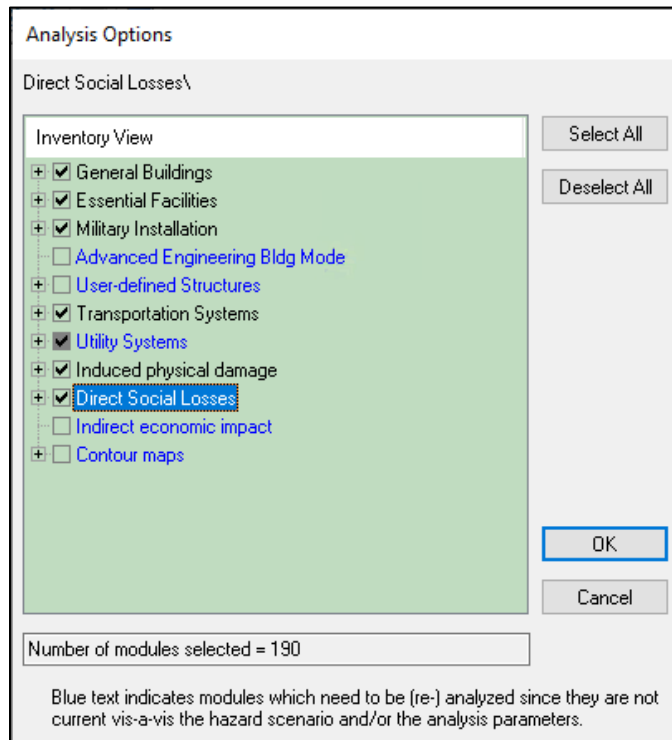 Analysis Options
Direct Social Losses\
Inventory View
General Buildings
Essential Facilities
Military Installation
Advanced Engineering Bldg Mode
User-defined Structures
Transportation Systems
Utility Systems
Induced physical damage
Direct Social Losses
Indirect economic impact
Contour maps
Select All
Deselect All
OK
Cancel
Number of modules selected = 190
Blue text indicates modules which need to be (re-) analyzed since they are not
current vis-a-vis the hazard scenario and/or the analysis parameters.